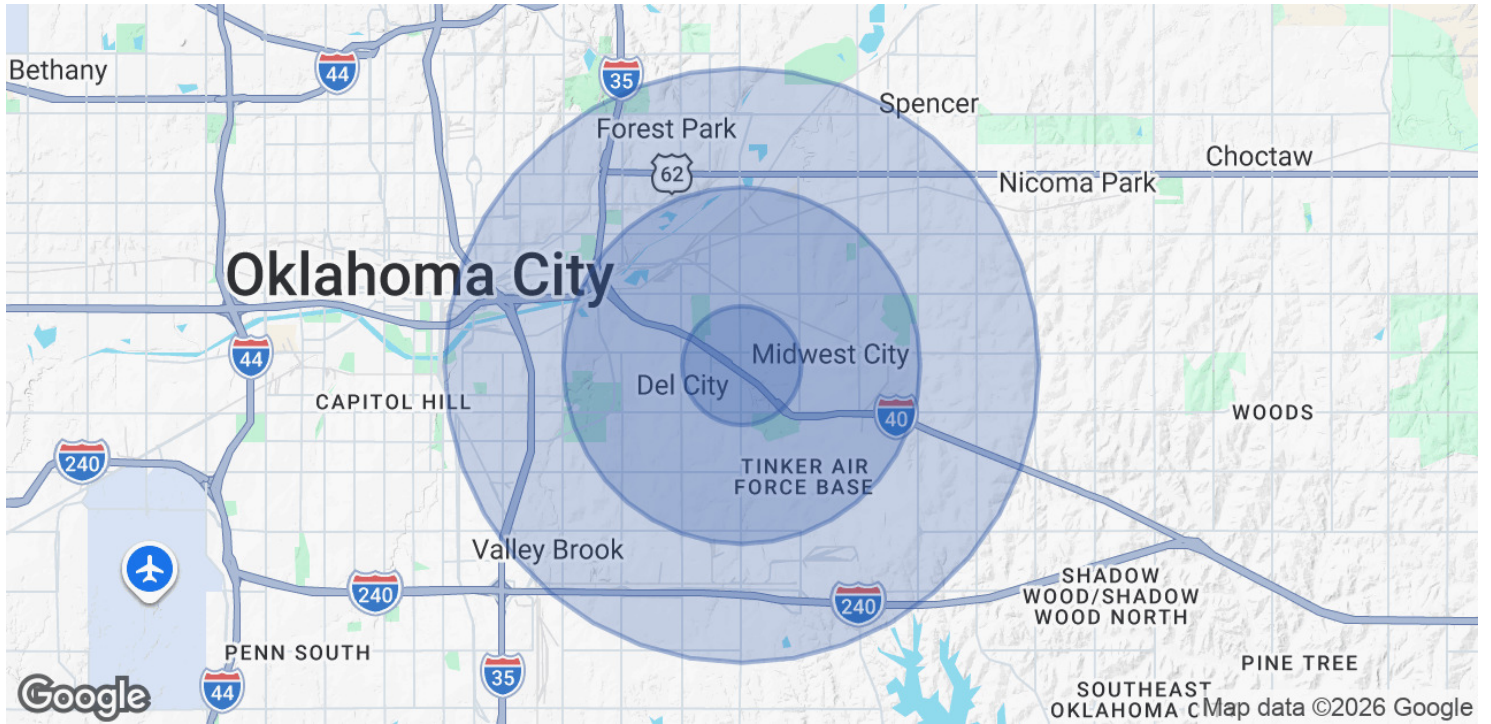 Bethany
44
35
Spencer
Forest Park
62
Choctaw
Nicoma Park
Oklahoma City
44
Midwest City
Del City
CAPITOL HILL
40
WOODS
240
TINKER AIR
FORCE BASE
Valley Brook
240
240
SHADOW
WOOD/SHADOW
WOOD NORTH
PENN SOUTH
35
44
PINE TREE
SOUTHEAST
OKLAHOMA
Google
Map data ©2026 Google